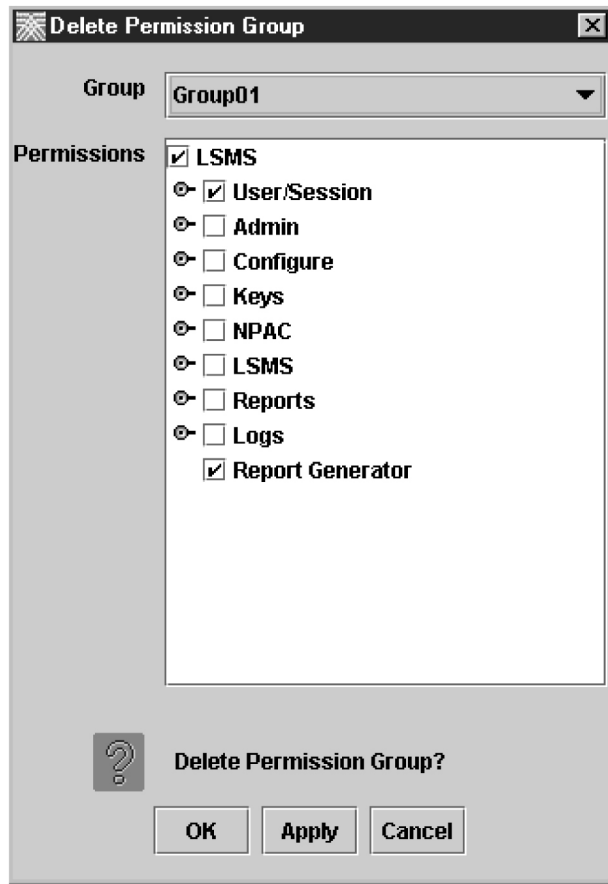 Delete Permission Group
Group
Group01
Permissions
LSMS
User/Session
Admin
Configure
Keys
NPAC
LSMS
Reports
Logs
Report Generator
Delete Permission Group?
OK
Apply
Cancel